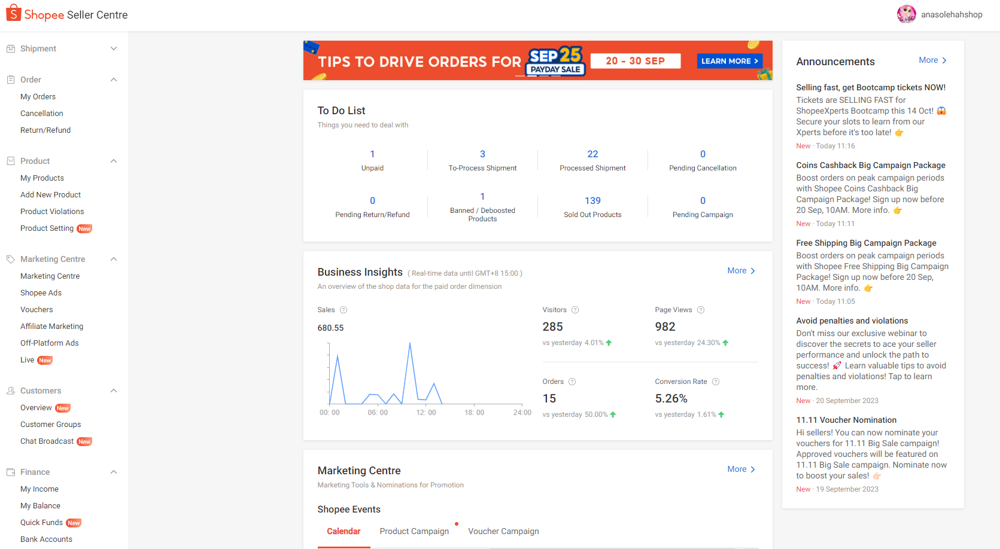 Shopee Seller Centre
anasolehahshop
Shipment
Order
My Orders
Cancellation
Return/Refund
Product
My Products
Add New Product
Product Violations
Product Setting New
Marketing Centre
Marketing Centre
Shopee Ads
Vouchers
Affiliate Marketing
Off-Platform Ads
Live New
Customers
Overview New
Customer Groups
Chat Broadcast New
Finance
My Income
My Balance
Quick Funds New
Bank Accounts
TIPS TO DRIVE ORDERS FOR SEP 25 PAYDAY SALE 20 - 30 SEP LEARN MORE >
To Do List
Things you need to deal with
1
Unpaid
3
To-Process Shipment
22
Processed Shipment
0
Pending Cancellation
0
Pending Return/Refund
1
Banned / Deboosted
Products
139
Sold Out Products
0
Pending Campaign
Business Insights ( Real-time data until GMT+8 15:00 )
More
An overview of the shop data for the paid order dimension
Sales ?
680.55
00: 00 06: 00 12: 00 18: 00 24:00
Visitors ?
285
vs yesterday 4.01%
Page Views ?
982
vs yesterday 24.30%
Orders ?
15
vs yesterday 50.00%
Conversion Rate ?
5.26%
vs yesterday 1.61%
Marketing Centre
More
Marketing Tools & Nominations for Promotion
Shopee Events
Calendar Product Campaign Voucher Campaign
Announcements
More
Selling fast, get Bootcamp tickets NOW!
Tickets are SELLING FAST for
ShopeeXperts Bootcamp this 14 Oct! 😱
Secure your slots to learn from our
Xperts before it's too late! 👉
New · Today 11:16
Coins Cashback Big Campaign Package
Boost orders on peak campaign periods
with Shopee Coins Cashback Big
Campaign Package! Sign up now before
20 Sep, 10AM. More info. 👉
New · Today 11:11
Free Shipping Big Campaign Package
Boost orders on peak campaign periods
with Shopee Free Shipping Big Campaign
Package! Sign up now before 20 Sep,
10AM. More info. 👉
New · Today 11:05
Avoid penalties and violations
Don't miss our exclusive webinar to
discover the secrets to ace your seller
performance and unlock the path to
success! 🚀 Learn valuable tips to avoid
penalties and violations! Tap to learn
more.
New · 20 September 2023
11.11 Voucher Nomination
Hi sellers! You can now nominate your
vouchers for 11.11 Big Sale campaign!
Approved vouchers will be featured on
11.11 Big Sale campaign. Nominate now
to boost your sales! 👉🏻
New · 19 September 2023